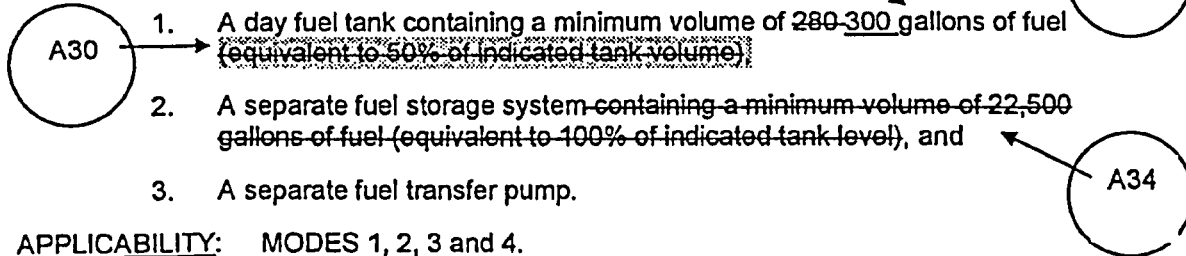 1. A day fuel tank containing a minimum volume of 280 300 gallons of fuel
A30
(equivalent to 50% of indicated tank volume),
2. A separate fuel storage system containing a minimum volume of 22,500
gallons of fuel (equivalent to 100% of indicated tank level), and
A34
3. A separate fuel transfer pump.
APPLICABILITY: MODES 1, 2, 3 and 4.